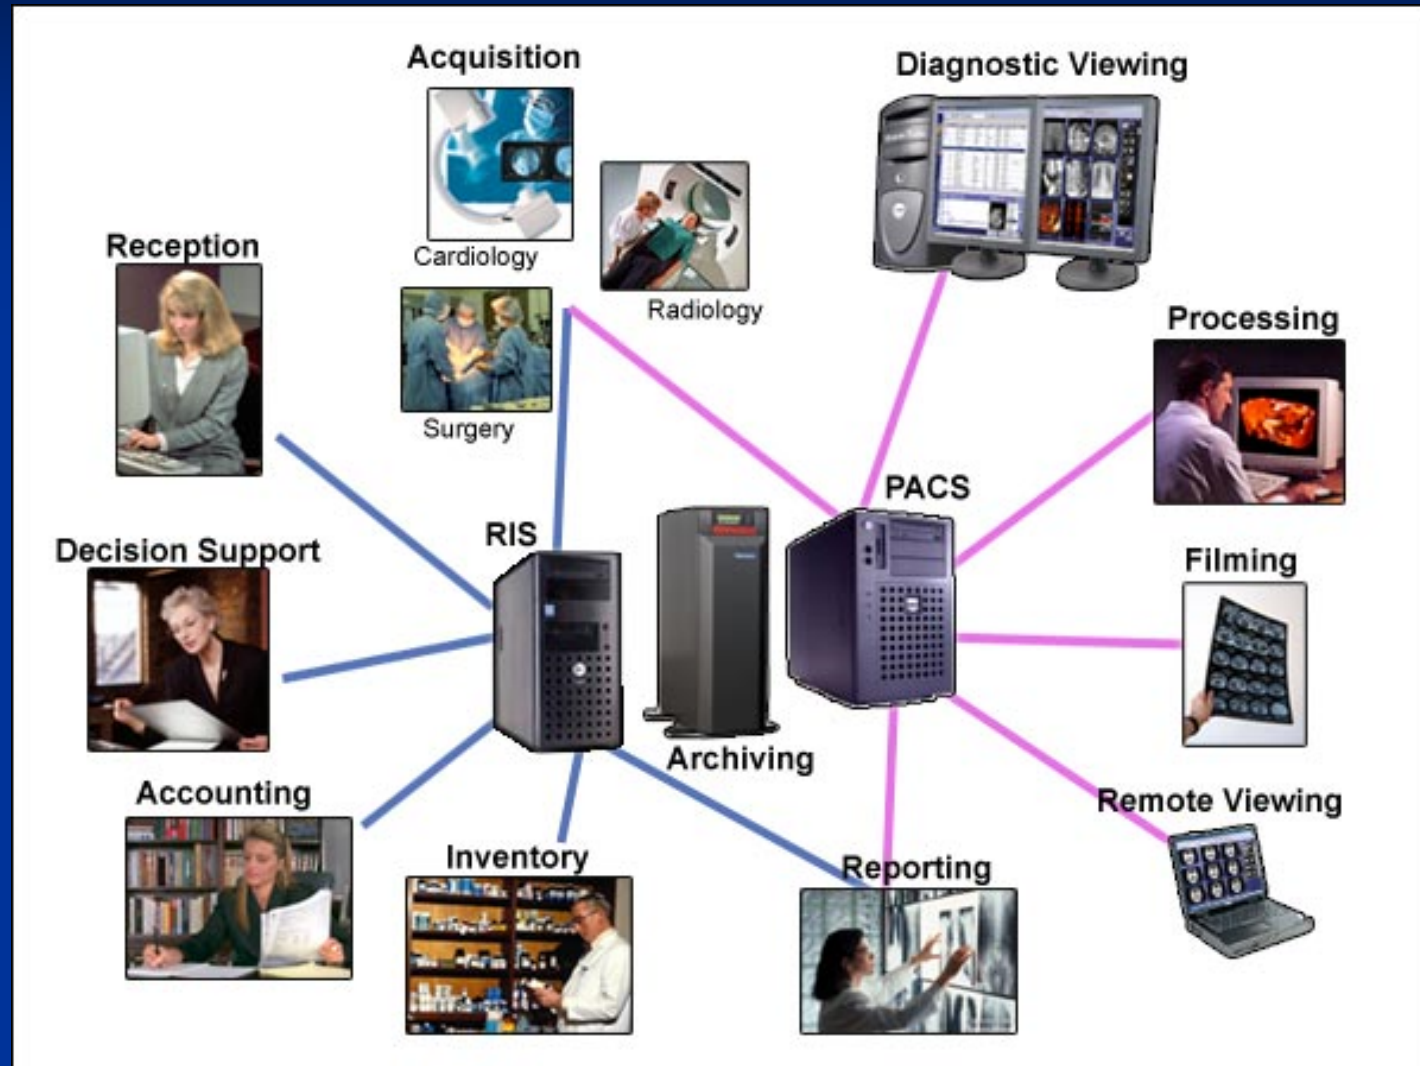 Acquisition
Diagnostic Viewing
Cardiology
Radiology
Reception
Surgery
Processing
PACS
RIS
Decision Support
Filming
Archiving
Accounting
Remote Viewing
Inventory
Reporting